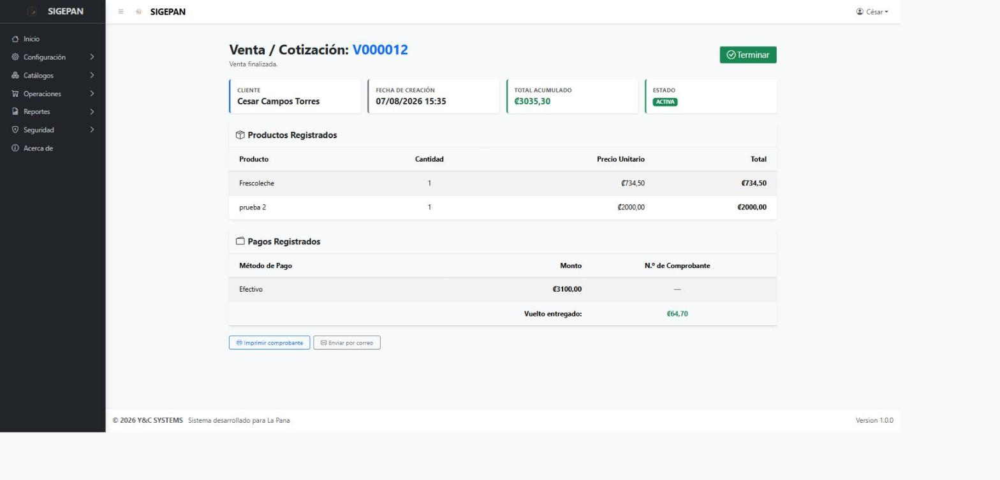 SIGEPAN
SIGEPAN
César
Inicio
Configuración
Catálogos
Operaciones
Reportes
Seguridad
Acerca de
Venta / Cotización: V000012
Venta finalizada.
Terminar
CLIENTE
Cesar Campos Torres
FECHA DE CREACIÓN
07/08/2026 15:35
TOTAL ACUMULADO
₡3035,30
ESTADO
ACTIVA
Productos Registrados
Producto Cantidad Precio Unitario Total
Frescoleche 1 ₡734,50 ₡734,50
prueba 2 1 ₡2000,00 ₡2000,00
Pagos Registrados
Método de Pago Monto N.º de Comprobante
Efectivo ₡3100,00 —
Vuelto entregado: ₡64,70
Imprimir comprobante Enviar por correo
© 2026 Y&C SYSTEMS Sistema desarrollado para La Pana Version 1.0.0